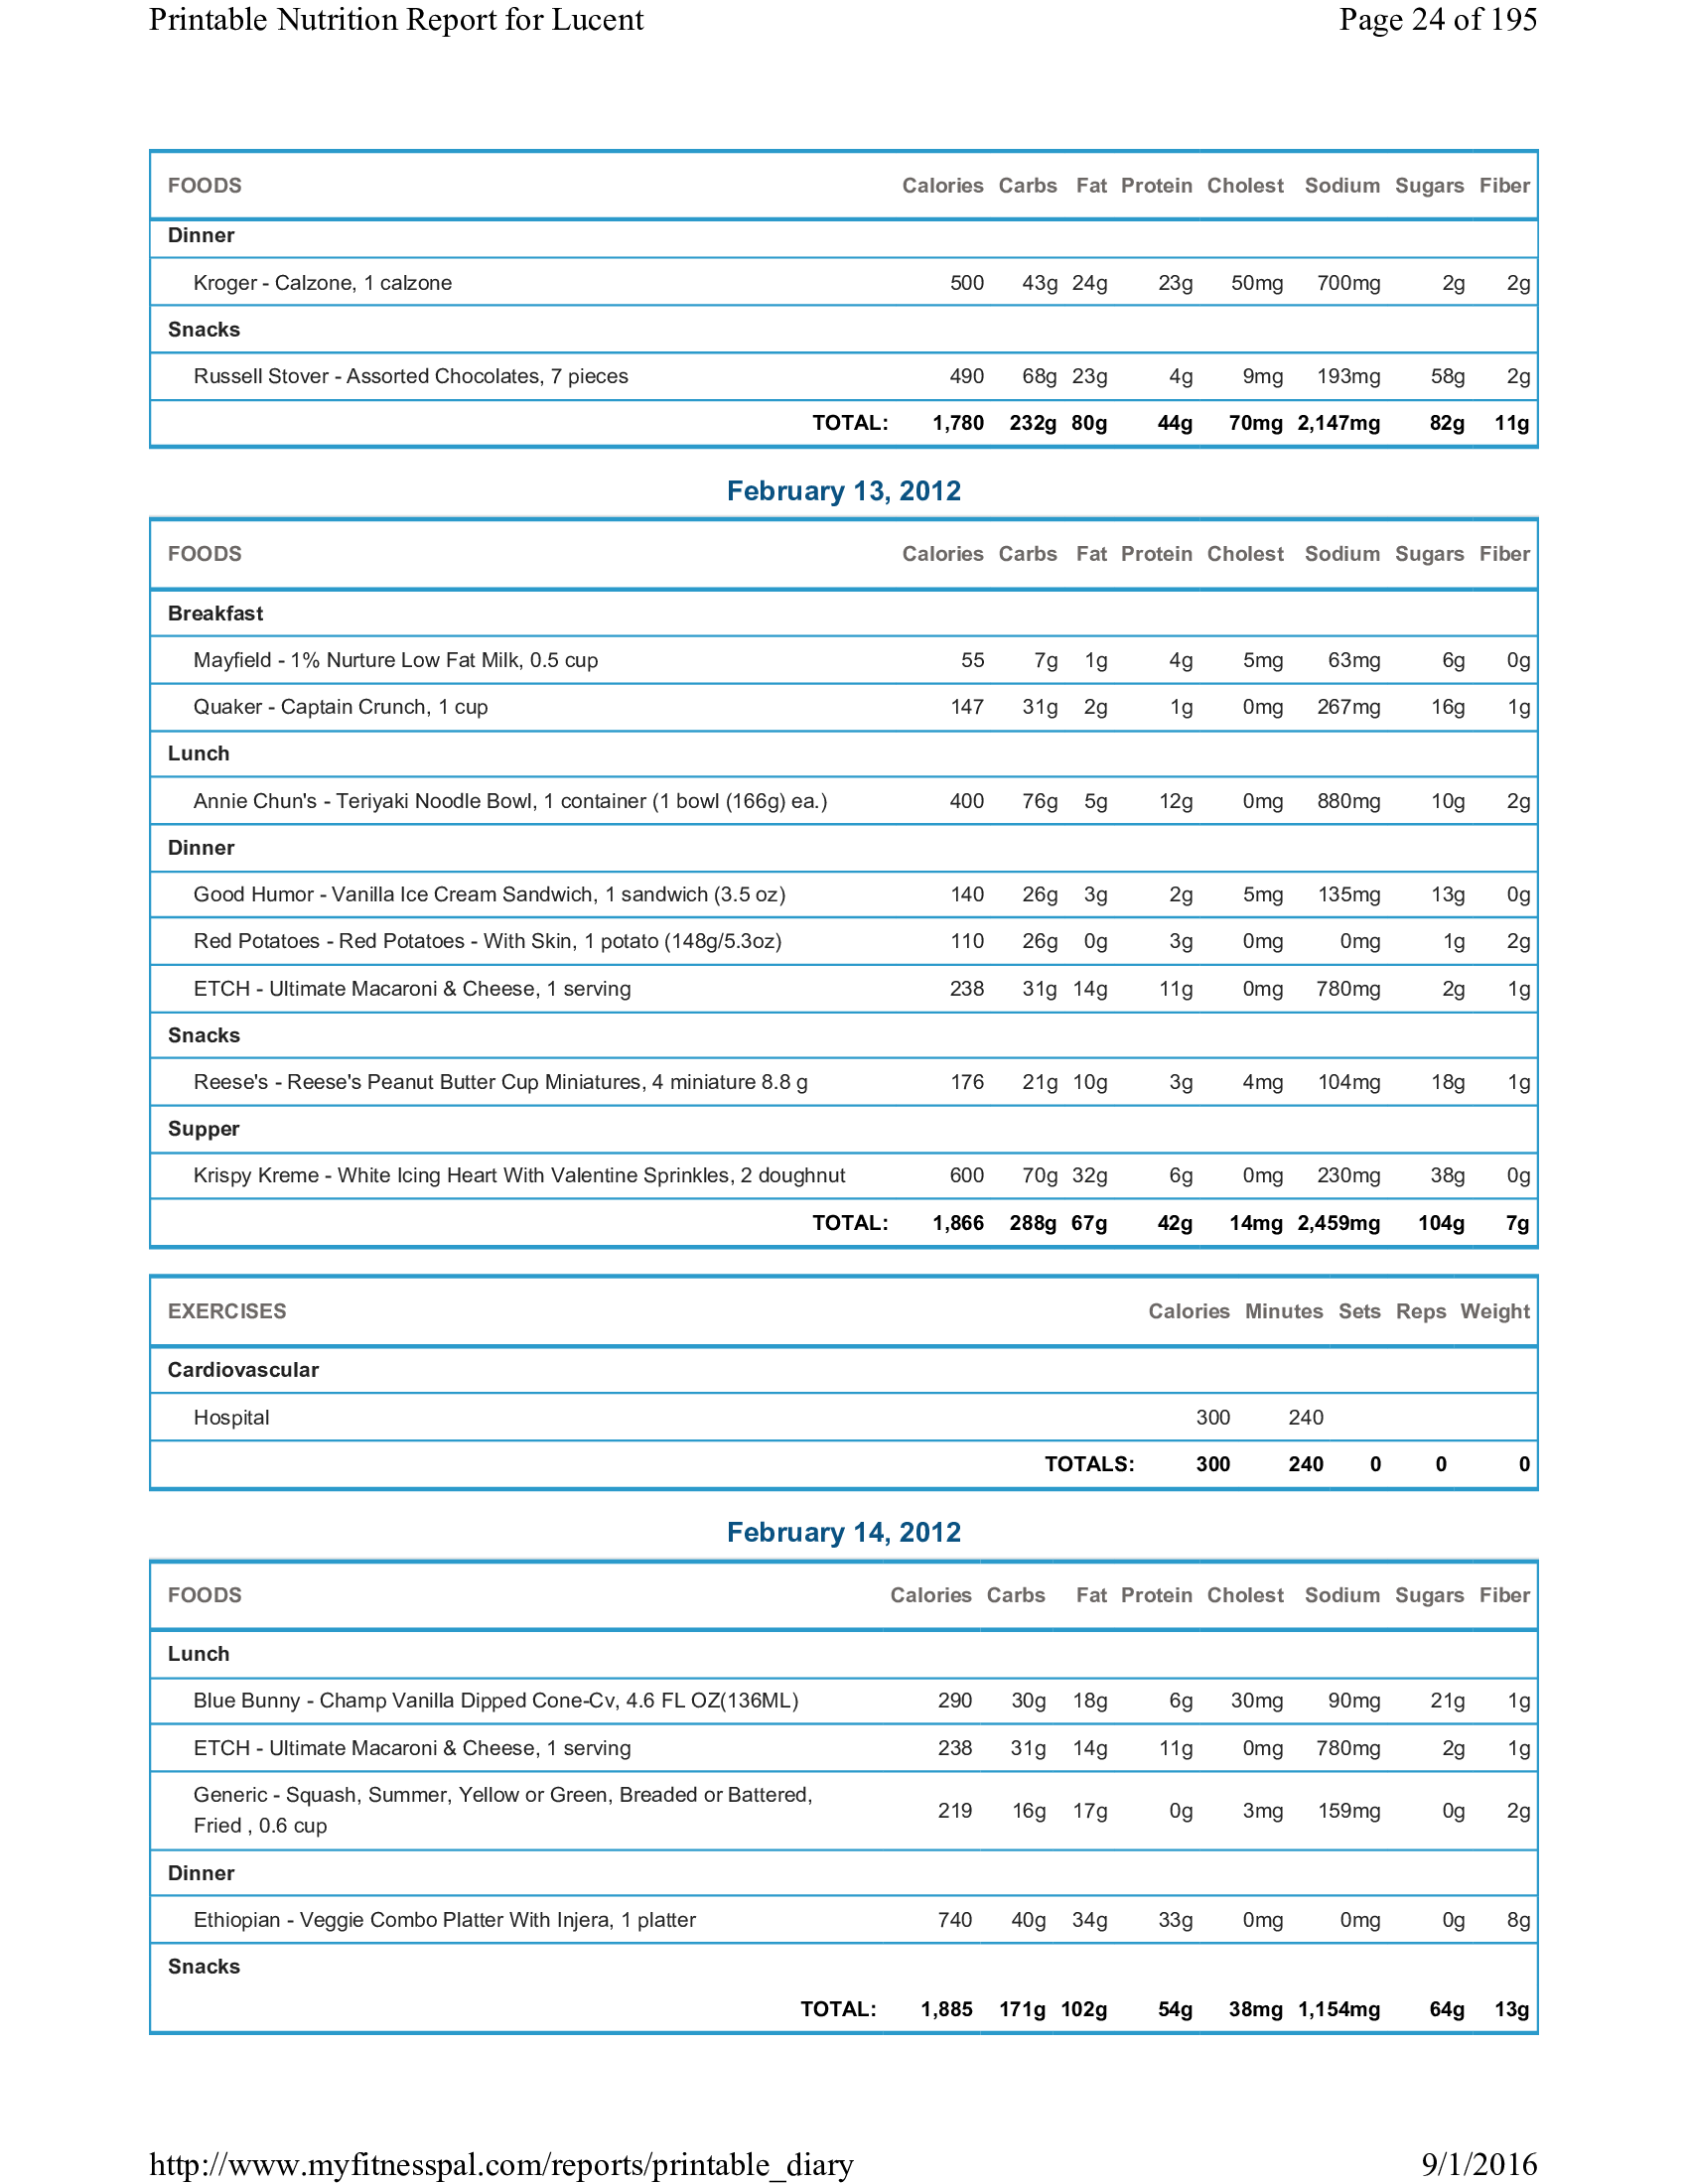 Printable Nutrition Report for Lucent Page 24 of 195
FOODS Calories Carbs Fat Protein Cholest Sodium Sugars Fiber
Dinner
Kroger - Calzone, 1 calzone 500 43g 24g 23g 50mg 700mg 2g 2g
Snacks
Russell Stover - Assorted Chocolates, 7 pieces 490 68g 23g 4g 9mg 193mg 58g 2g
TOTAL: 1,780 232g 80g 44g 70mg 2,147mg 82g 11g
February 13, 2012
FOODS Calories Carbs Fat Protein Cholest Sodium Sugars Fiber
Breakfast
Mayfield - 1% Nurture Low Fat Milk, 0.5 cup 55 7g 1g 4g 5mg 63mg 6g 0g
Quaker - Captain Crunch, 1 cup 147 31g 2g 1g 0mg 267mg 16g 1g
Lunch
Annie Chun's - Teriyaki Noodle Bowl, 1 container (1 bowl (166g) ea.) 400 76g 5g 12g 0mg 880mg 10g 2g
Dinner
Good Humor - Vanilla Ice Cream Sandwich, 1 sandwich (3.5 oz) 140 26g 3g 2g 5mg 135mg 13g 0g
Red Potatoes - Red Potatoes - With Skin, 1 potato (148g/5.3oz) 110 26g 0g 3g 0mg 0mg 1g 2g
ETCH - Ultimate Macaroni & Cheese, 1 serving 238 31g 14g 11g 0mg 780mg 2g 1g
Snacks
Reese's - Reese's Peanut Butter Cup Miniatures, 4 miniature 8.8 g 176 21g 10g 3g 4mg 104mg 18g 1g
Supper
Krispy Kreme - White Icing Heart With Valentine Sprinkles, 2 doughnut 600 70g 32g 6g 0mg 230mg 38g 0g
TOTAL: 1,866 288g 67g 42g 14mg 2,459mg 104g 7g
EXERCISES Calories Minutes Sets Reps Weight
Cardiovascular
Hospital 300 240
TOTALS: 300 240 0 0 0
February 14, 2012
FOODS Calories Carbs Fat Protein Cholest Sodium Sugars Fiber
Lunch
Blue Bunny - Champ Vanilla Dipped Cone-Cv, 4.6 FL OZ(136ML) 290 30g 18g 6g 30mg 90mg 21g 1g
ETCH - Ultimate Macaroni & Cheese, 1 serving 238 31g 14g 11g 0mg 780mg 2g 1g
Generic - Squash, Summer, Yellow or Green, Breaded or Battered,
Fried , 0.6 cup 219 16g 17g 0g 3mg 159mg 0g 2g
Dinner
Ethiopian - Veggie Combo Platter With Injera, 1 platter 740 40g 34g 33g 0mg 0mg 0g 8g
Snacks
TOTAL: 1,885 171g 102g 54g 38mg 1,154mg 64g 13g
http://www.myfitnesspal.com/reports/printable_diary 9/1/2016